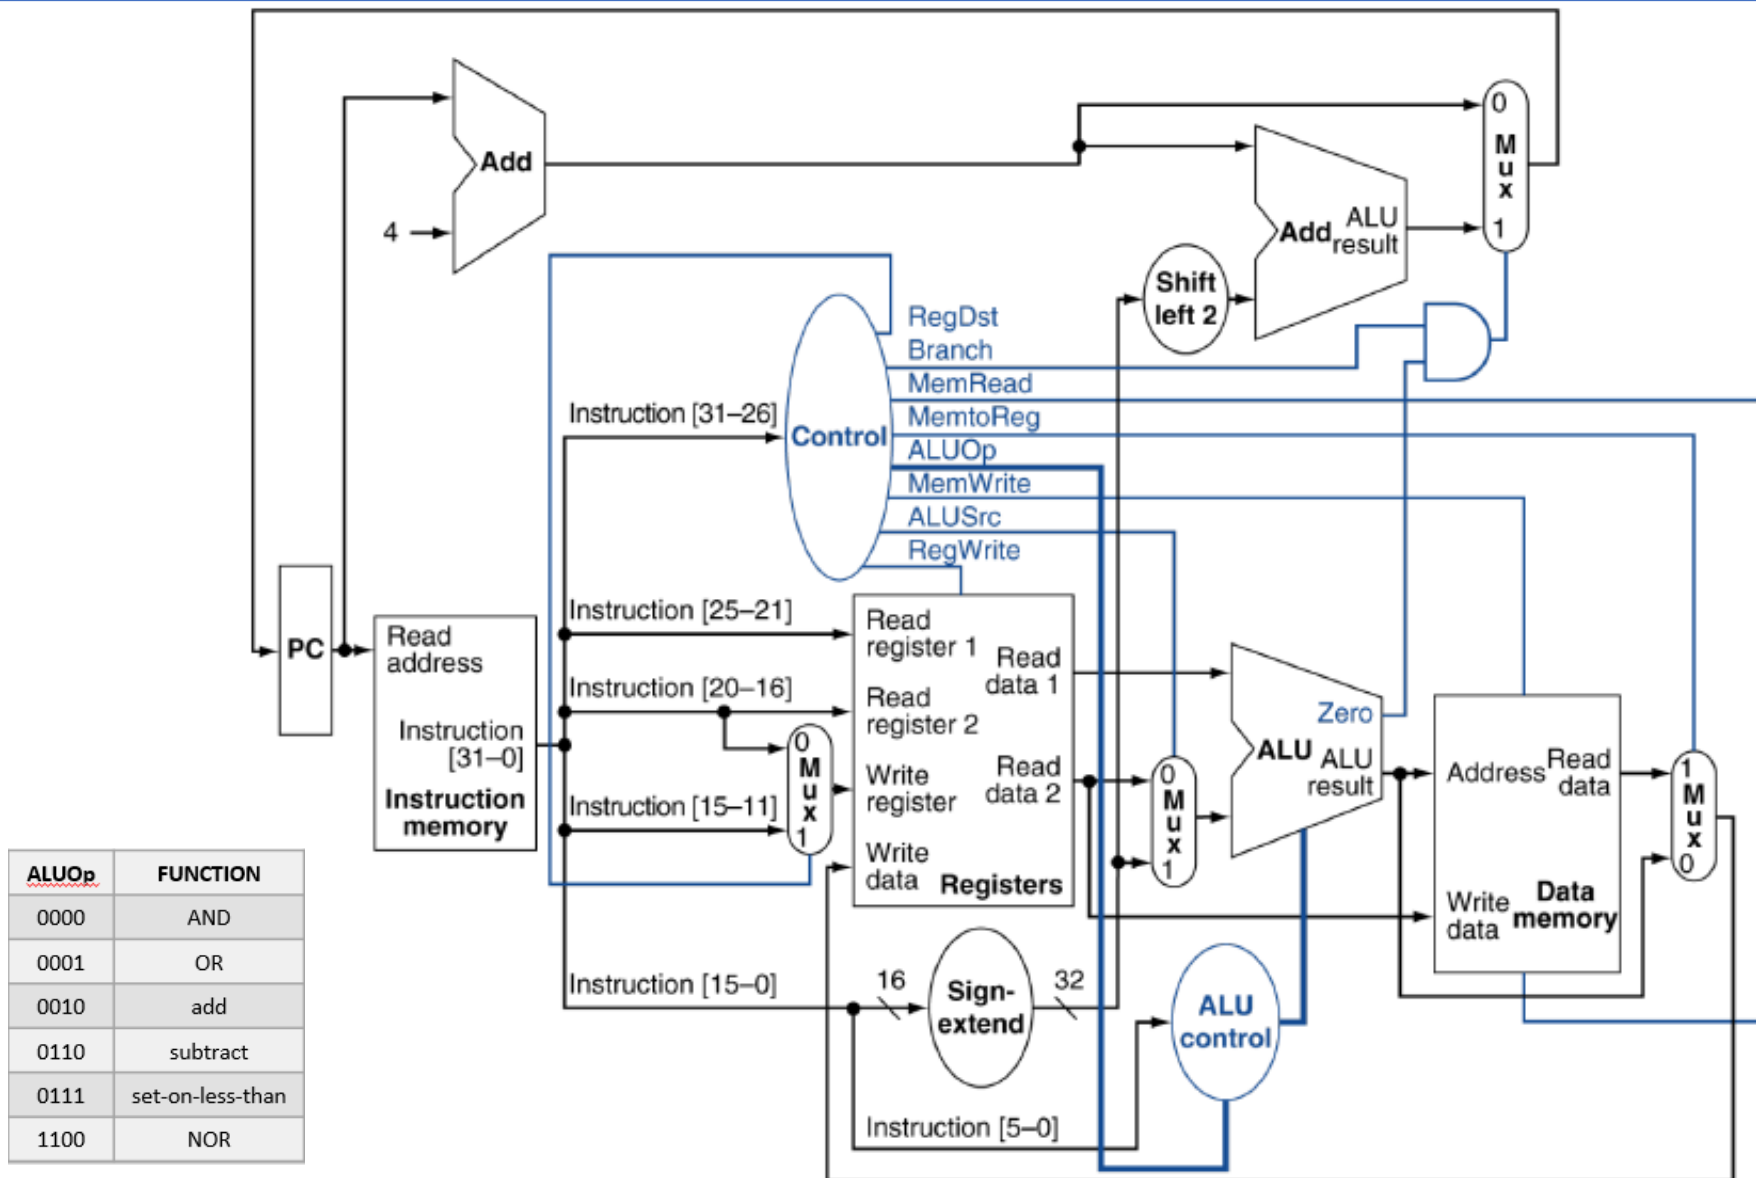 Add
4
0
M
u
x
1
Add
ALU
result
Shift
left 2
RegDst
Branch
MemRead
MemtoReg
ALUOp
MemWrite
ALUSrc
RegWrite
Control
Instruction [31–26]
Instruction [25–21]
Instruction [20–16]
Instruction [15–11]
Instruction [15–0]
Instruction [5–0]
PC
Read
address
Instruction
[31–0]
Instruction
memory
0
M
u
x
1
Read
register 1
Read
register 2
Write
register
Write
data
Read
data 1
Read
data 2
Registers
16
Sign-
extend
32
0
M
u
x
1
Zero
ALU
ALU
result
ALU
control
Address
Read
data
Write
data
Data
memory
1
M
u
x
0
ALUOp FUNCTION
0000 AND
0001 OR
0010 add
0110 subtract
0111 set-on-less-than
1100 NOR